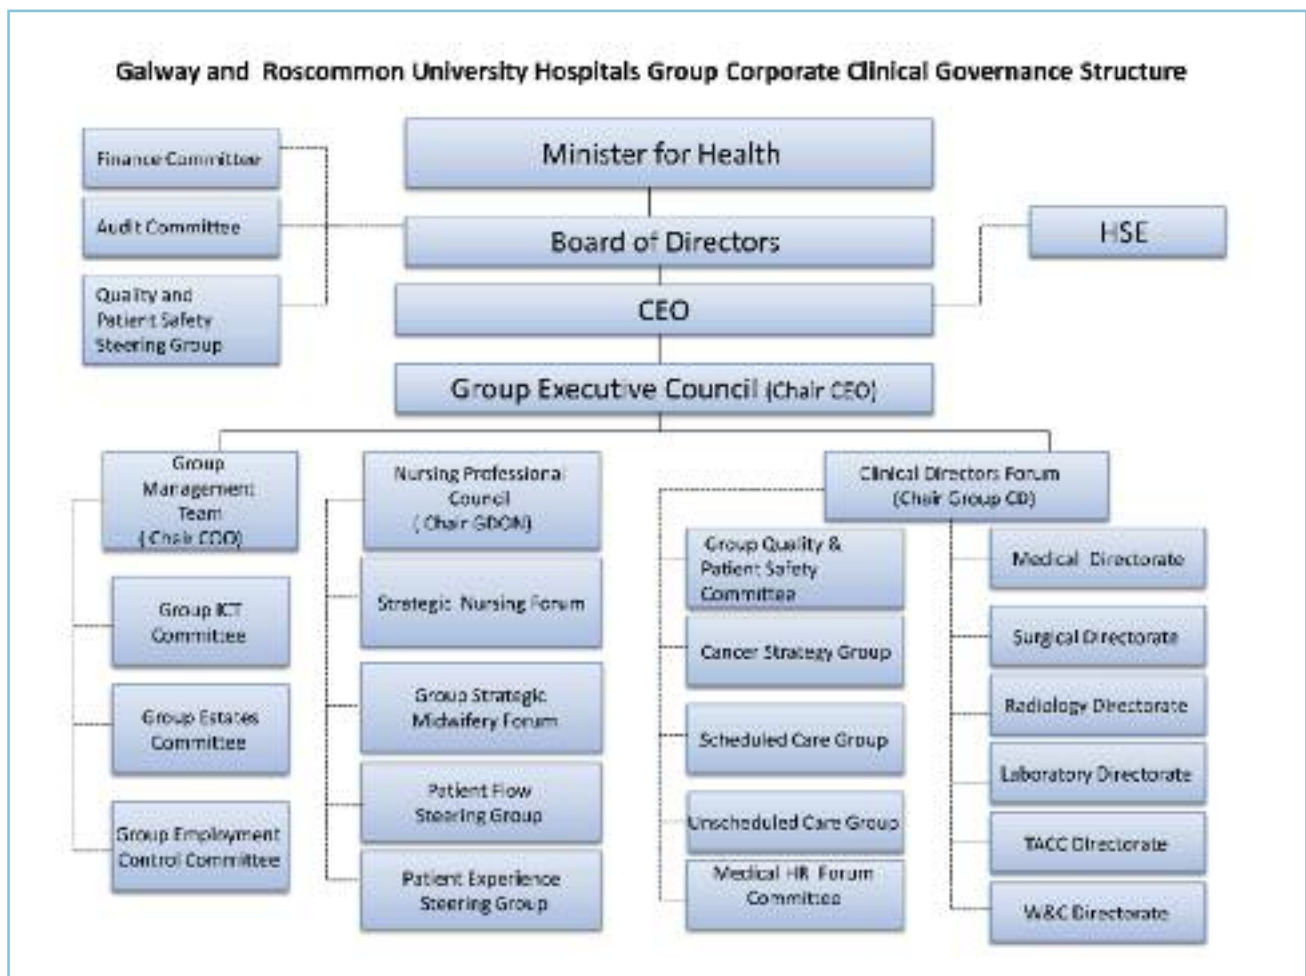 Galway and Roscommon University Hospitals Group Corporate Clinical Governance Structure
Finance Committee
Minister for Health
Audit Committee
Board of Directors
HSE
Quality and
Patient Safety
Steering Group
CEO
Group Executive Council (Chair CEO)
Group
Management
Team
( Chair COO)
Group ICT
Committee
Group Estates
Committee
Group Employment
Control Committee
Nursing Professional
Council
( Chair GDON)
Strategic Nursing Forum
Group Strategic
Midwifery Forum
Patient Flow
Steering Group
Patient Experience
Steering Group
Clinical Directors Forum
(Chair Group CD)
Group Quality &
Patient Safety
Committee
Cancer Strategy Group
Scheduled Care Group
Unscheduled Care Group
Medical HR Forum
Committee
Medical Directorate
Surgical Directorate
Radiology Directorate
Laboratory Directorate
TACC Directorate
W&C Directorate